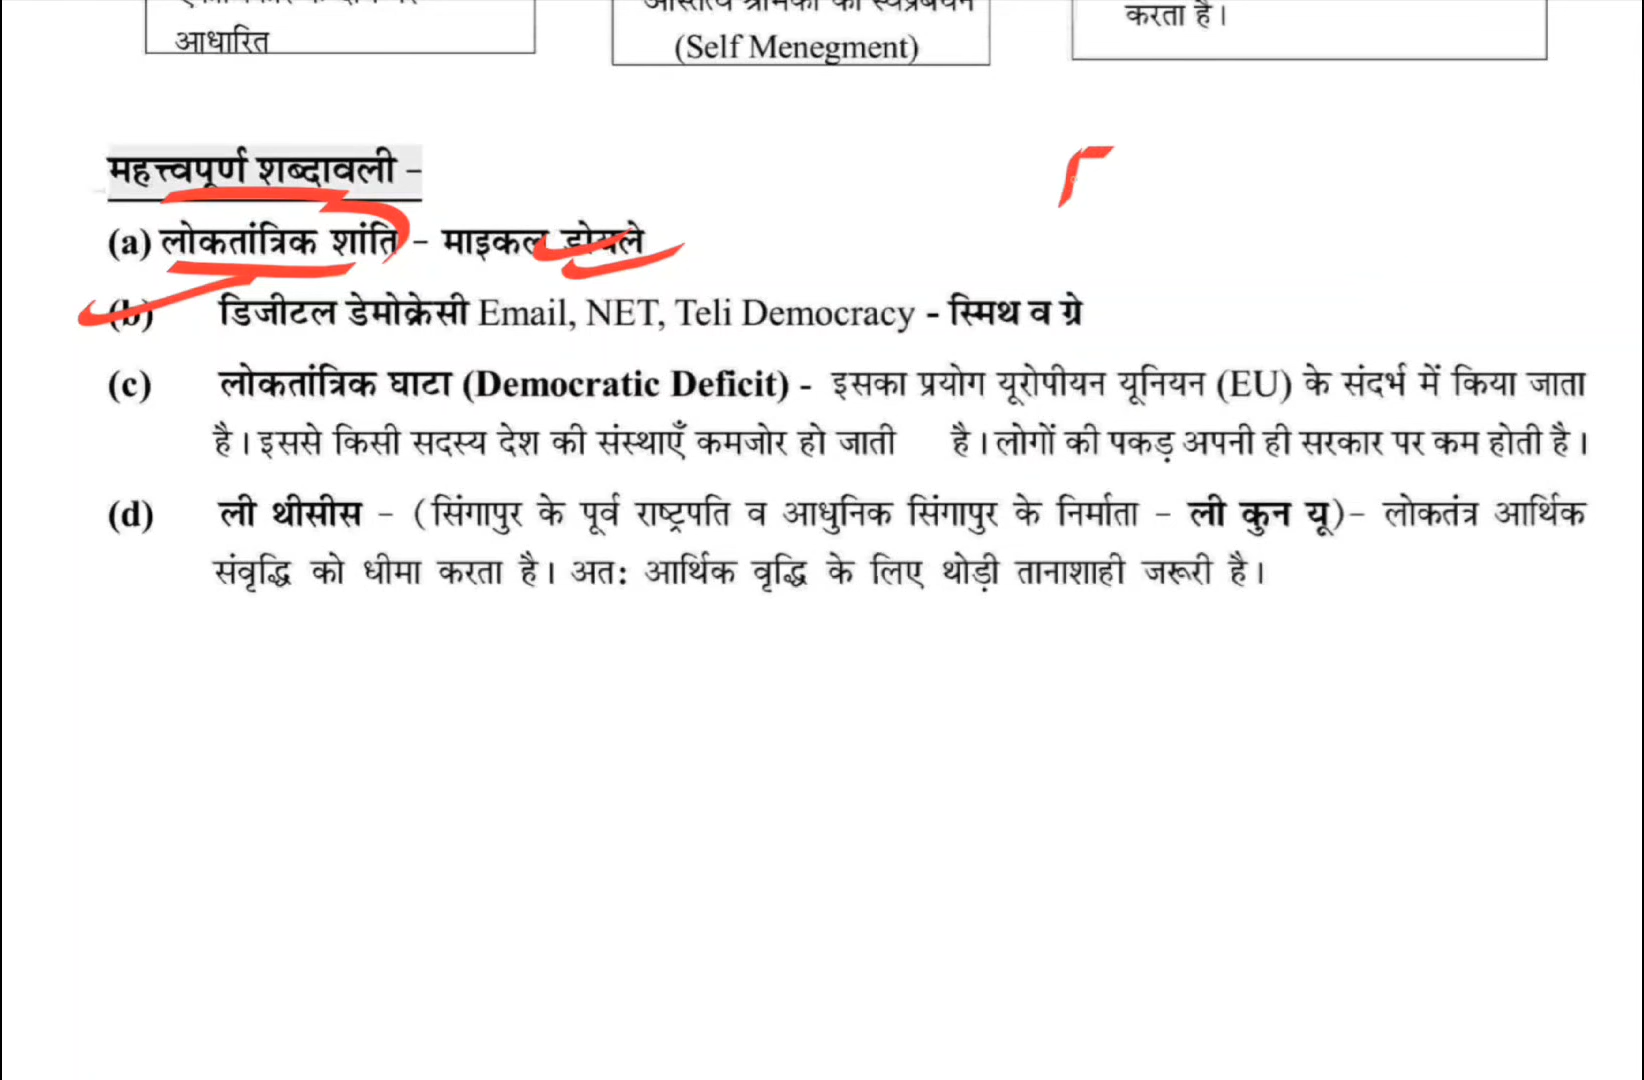 आधारित
(Self Menegment)
करता है।
महत्त्वपूर्ण शब्दावली -
(a) लोकतांत्रिक शांति - माइकल डोयले
(b) डिजीटल डेमोक्रेसी Email, NET, Teli Democracy - स्मिथ व ग्रे
(c) लोकतांत्रिक घाटा (Democratic Deficit) - इसका प्रयोग यूरोपीयन यूनियन (EU) के संदर्भ में किया जाता
है। इससे किसी सदस्य देश की संस्थाएँ कमजोर हो जाती है। लोगों की पकड़ अपनी ही सरकार पर कम होती है।
(d) ली थीसीस - (सिंगापुर के पूर्व राष्ट्रपति व आधुनिक सिंगापुर के निर्माता - ली कुन यू)- लोकतंत्र आर्थिक
संवृद्धि को धीमा करता है। अत: आर्थिक वृद्धि के लिए थोड़ी तानाशाही जरूरी है।